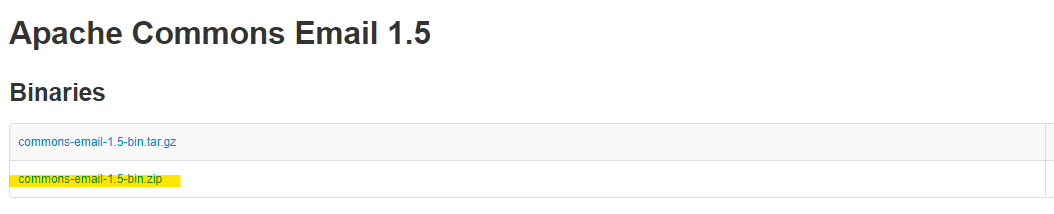 Apache Commons Email 1.5
Binaries
commons-email-1.5-bin.tar.gz
commons-email-1.5-bin.zip